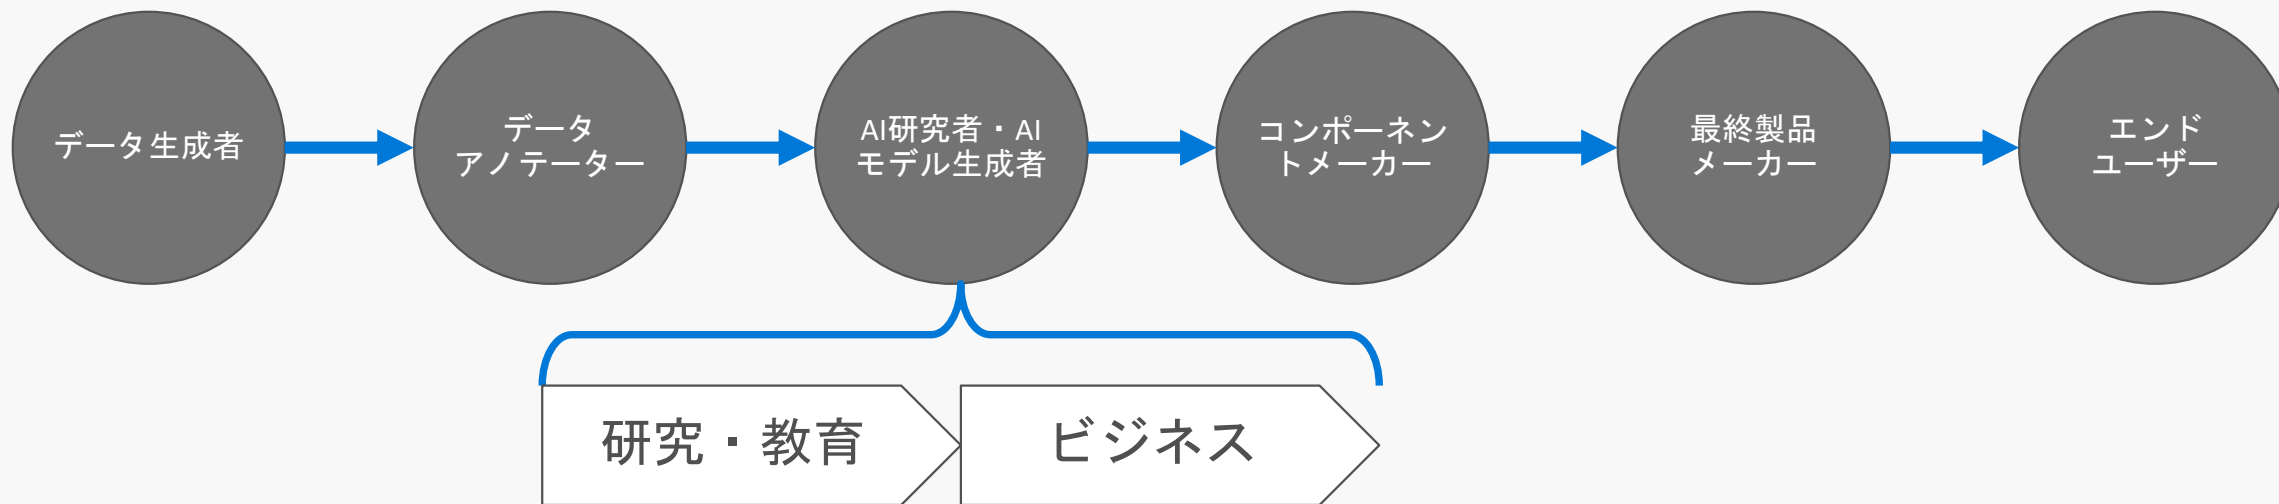 データ生成者
データ
アノテーター
AI研究者・AI
モデル生成者
コンポーネン
トメーカー
最終製品
メーカー
エンド
ユーザー
研究・教育
ビジネス